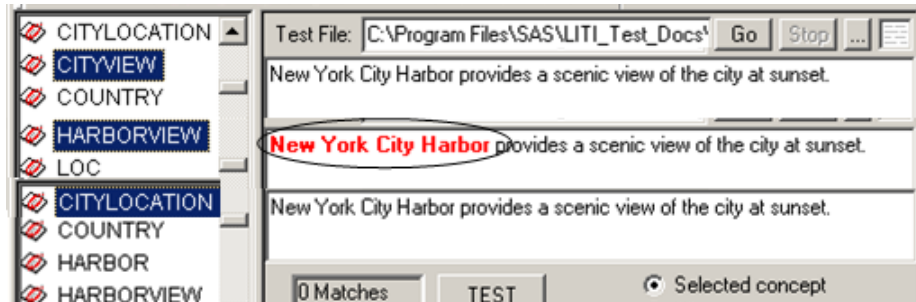 CITYLOCATION
CITYVIEW
COUNTRY
HARBORVIEW
LOC
CITYLOCATION
COUNTRY
HARBOR
HARBORVIEW
Test File: C:\Program Files\SAS\LITI_Test_Docs\ Go Stop ...
New York City Harbor provides a scenic view of the city at sunset.
New York City Harbor provides a scenic view of the city at sunset.
New York City Harbor provides a scenic view of the city at sunset.
0 Matches TEST Selected concept